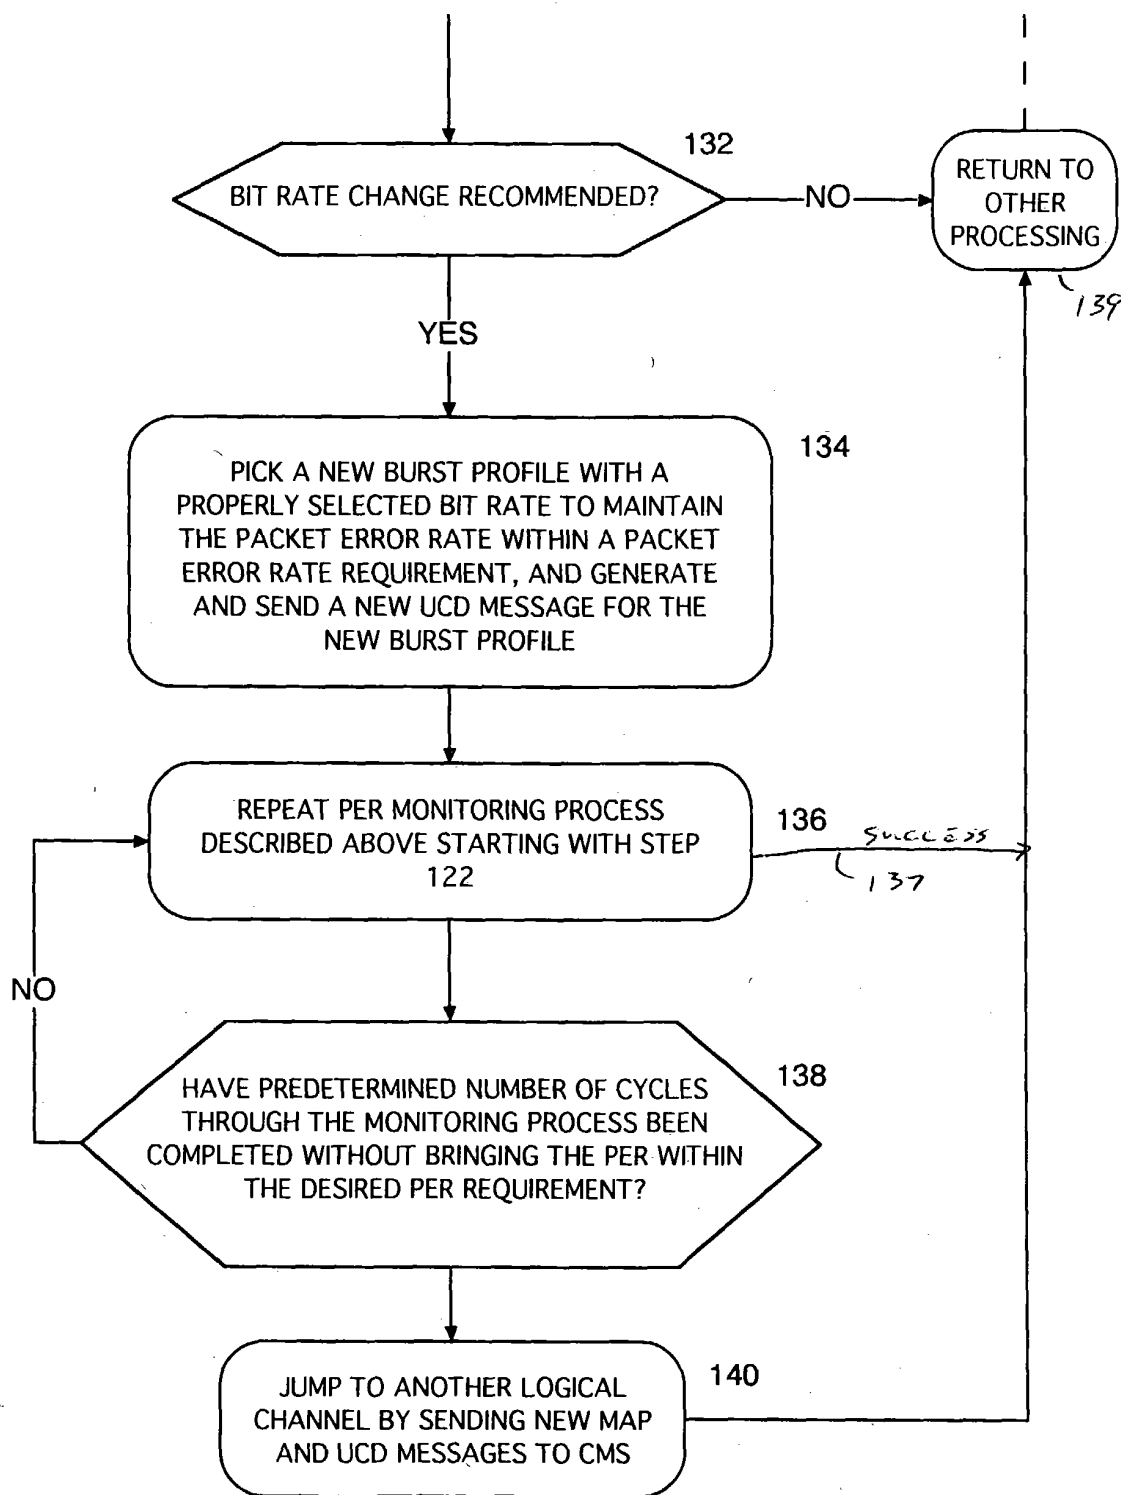 132
BIT RATE CHANGE RECOMMENDED?
NO
RETURN TO
OTHER
PROCESSING
139
YES
134
PICK A NEW BURST PROFILE WITH A
PROPERLY SELECTED BIT RATE TO MAINTAIN
THE PACKET ERROR RATE WITHIN A PACKET
ERROR RATE REQUIREMENT, AND GENERATE
AND SEND A NEW UCD MESSAGE FOR THE
NEW BURST PROFILE
REPEAT PER MONITORING PROCESS
DESCRIBED ABOVE STARTING WITH STEP
122
136
SUCCESS
137
NO
138
HAVE PREDETERMINED NUMBER OF CYCLES
THROUGH THE MONITORING PROCESS BEEN
COMPLETED WITHOUT BRINGING THE PER WITHIN
THE DESIRED PER REQUIREMENT?
140
JUMP TO ANOTHER LOGICAL
CHANNEL BY SENDING NEW MAP
AND UCD MESSAGES TO CMS